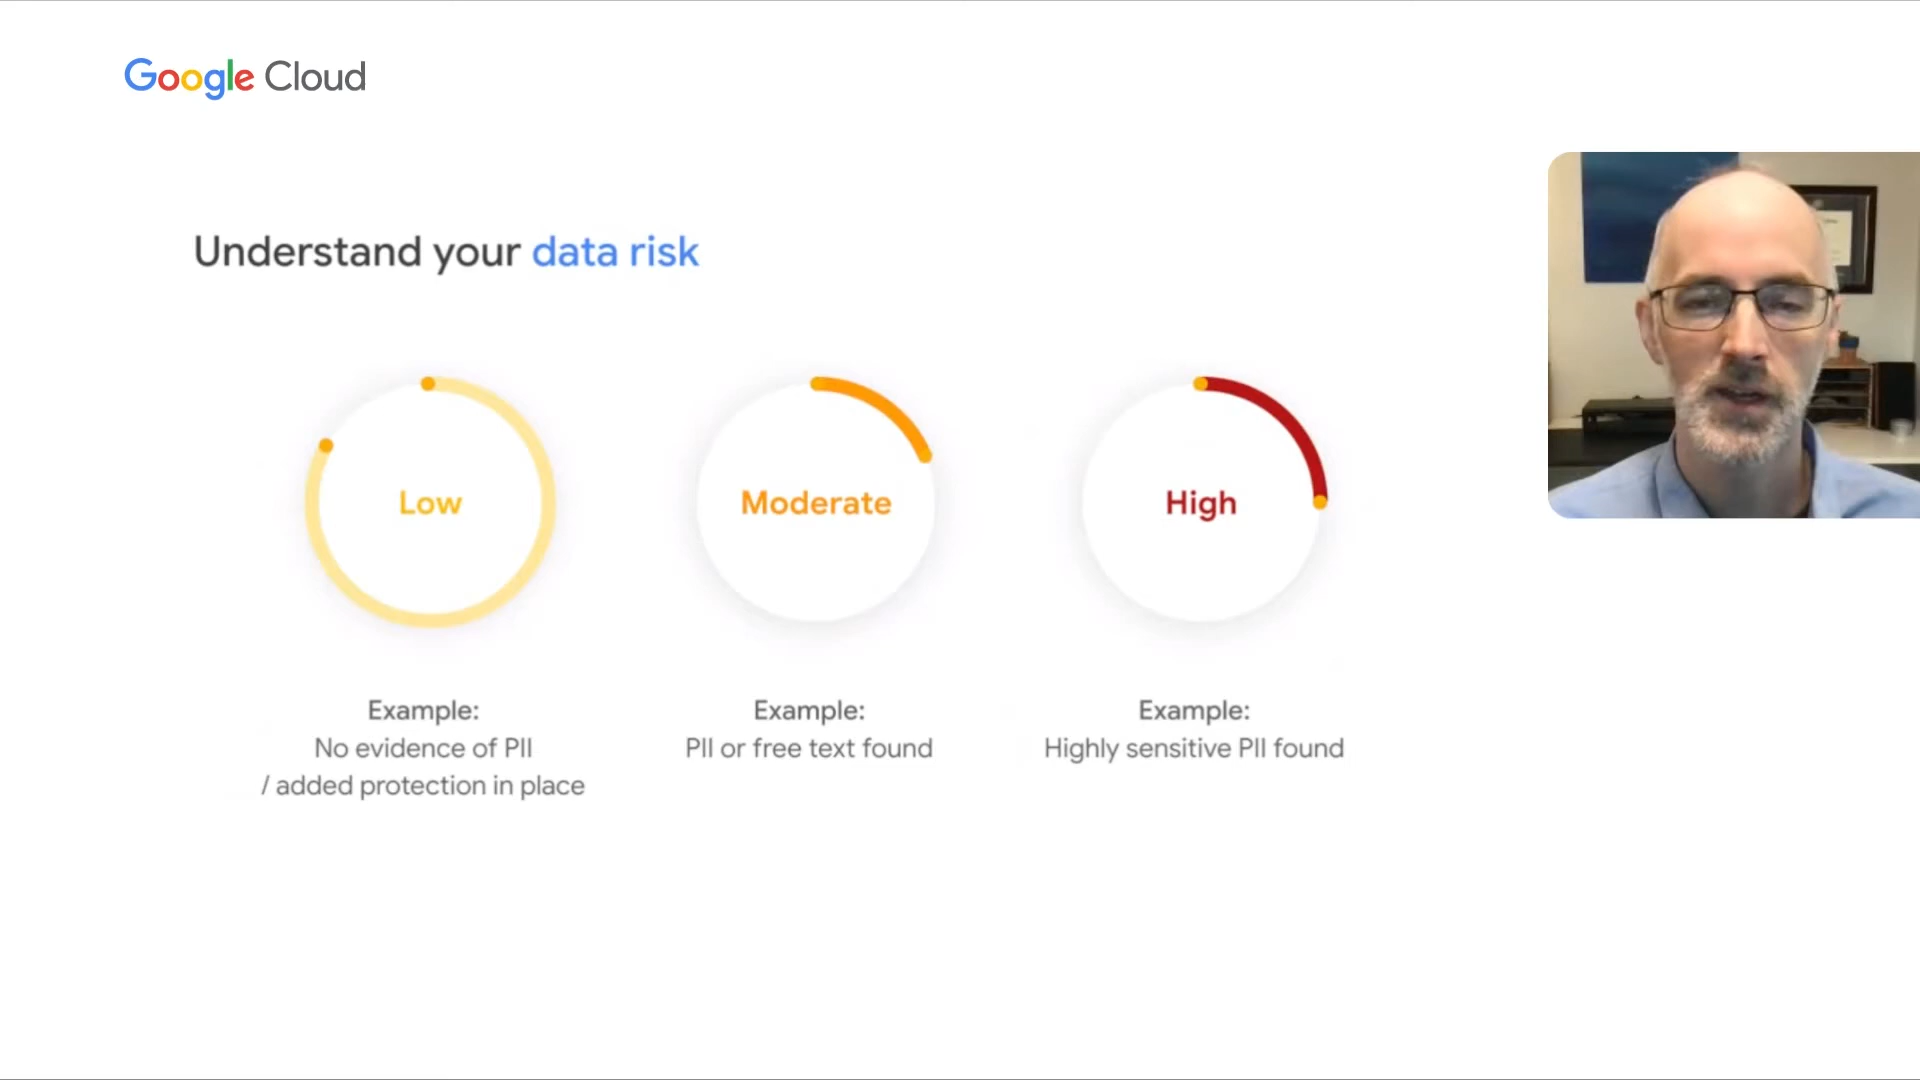 Google Cloud
Understand your data risk
Low
Moderate
High
Example:
No evidence of PII
/ added protection in place
Example:
PII or free text found
Example:
Highly sensitive PII found